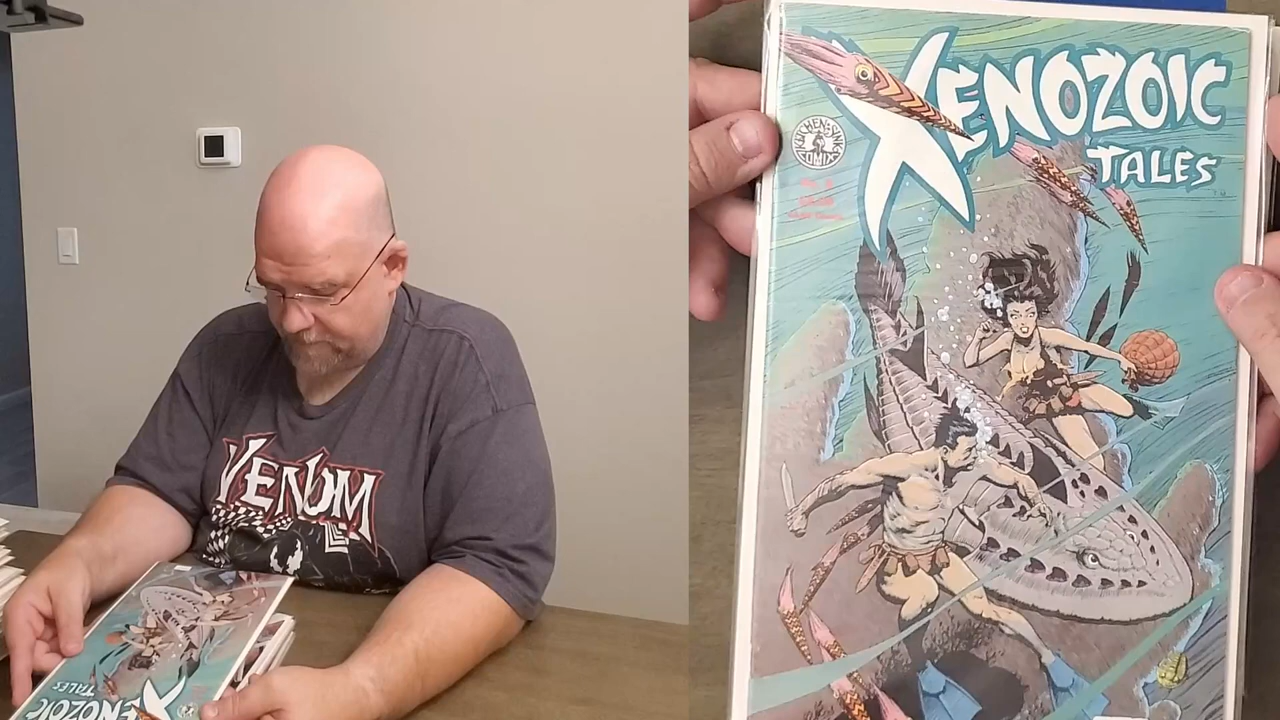 VENOM
XENOZOIC
TALES
KITCHEN SINK
COMIX
XENOZOIC
TALES